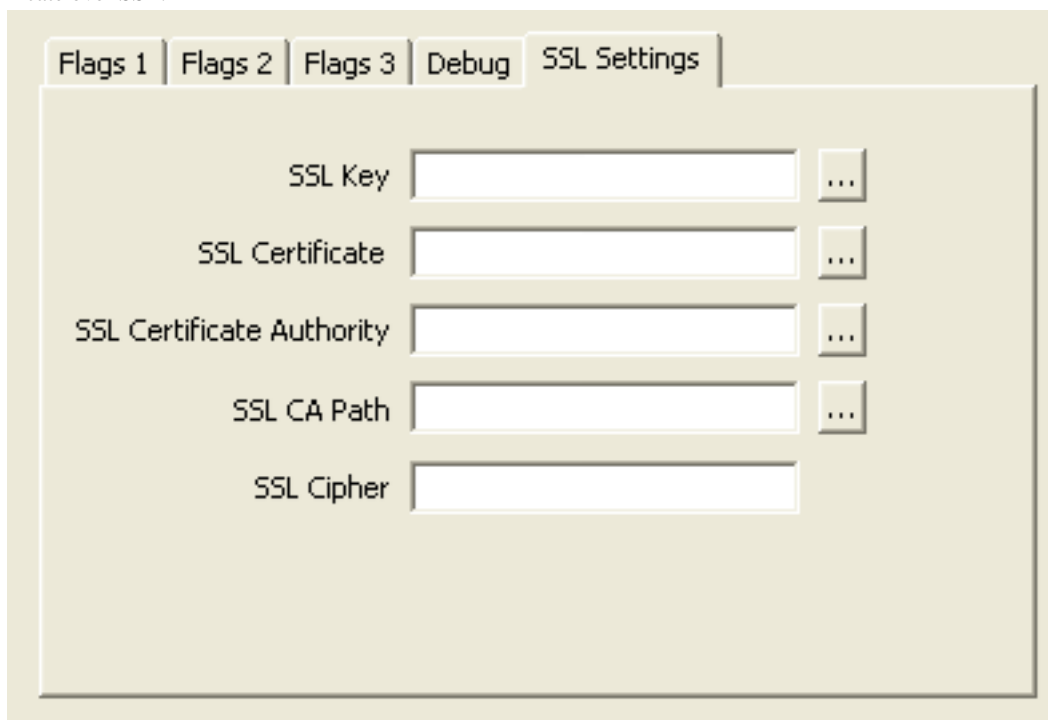 Flags 1 Flags 2 Flags 3 Debug SSL Settings
SSL Key ...
SSL Certificate ...
SSL Certificate Authority ...
SSL CA Path ...
SSL Cipher